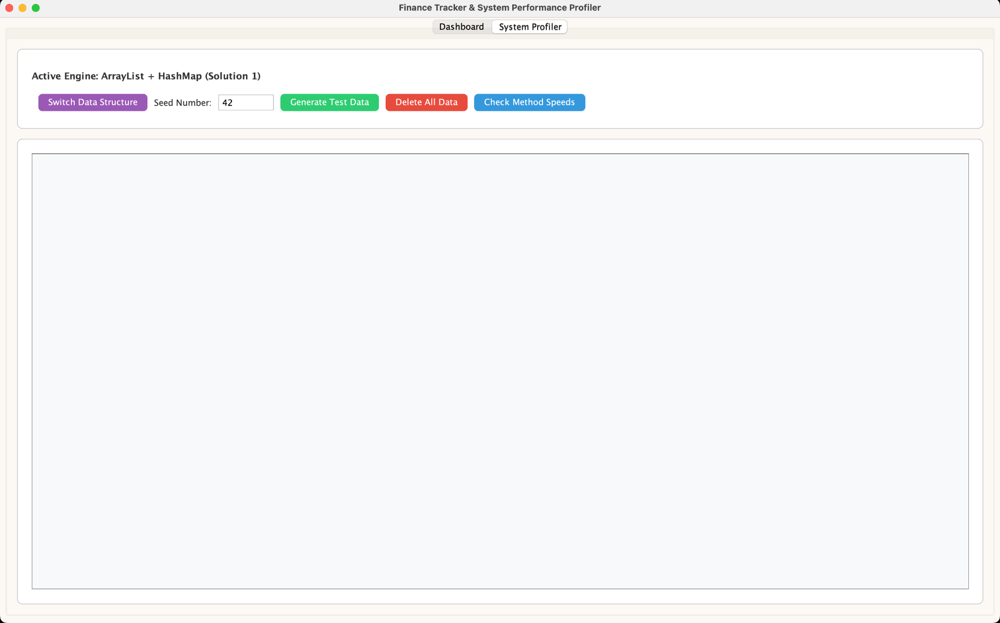 Finance Tracker & System Performance Profiler
Dashboard System Profiler
Active Engine: ArrayList + HashMap (Solution 1)
Switch Data Structure Seed Number: 42 Generate Test Data Delete All Data Check Method Speeds